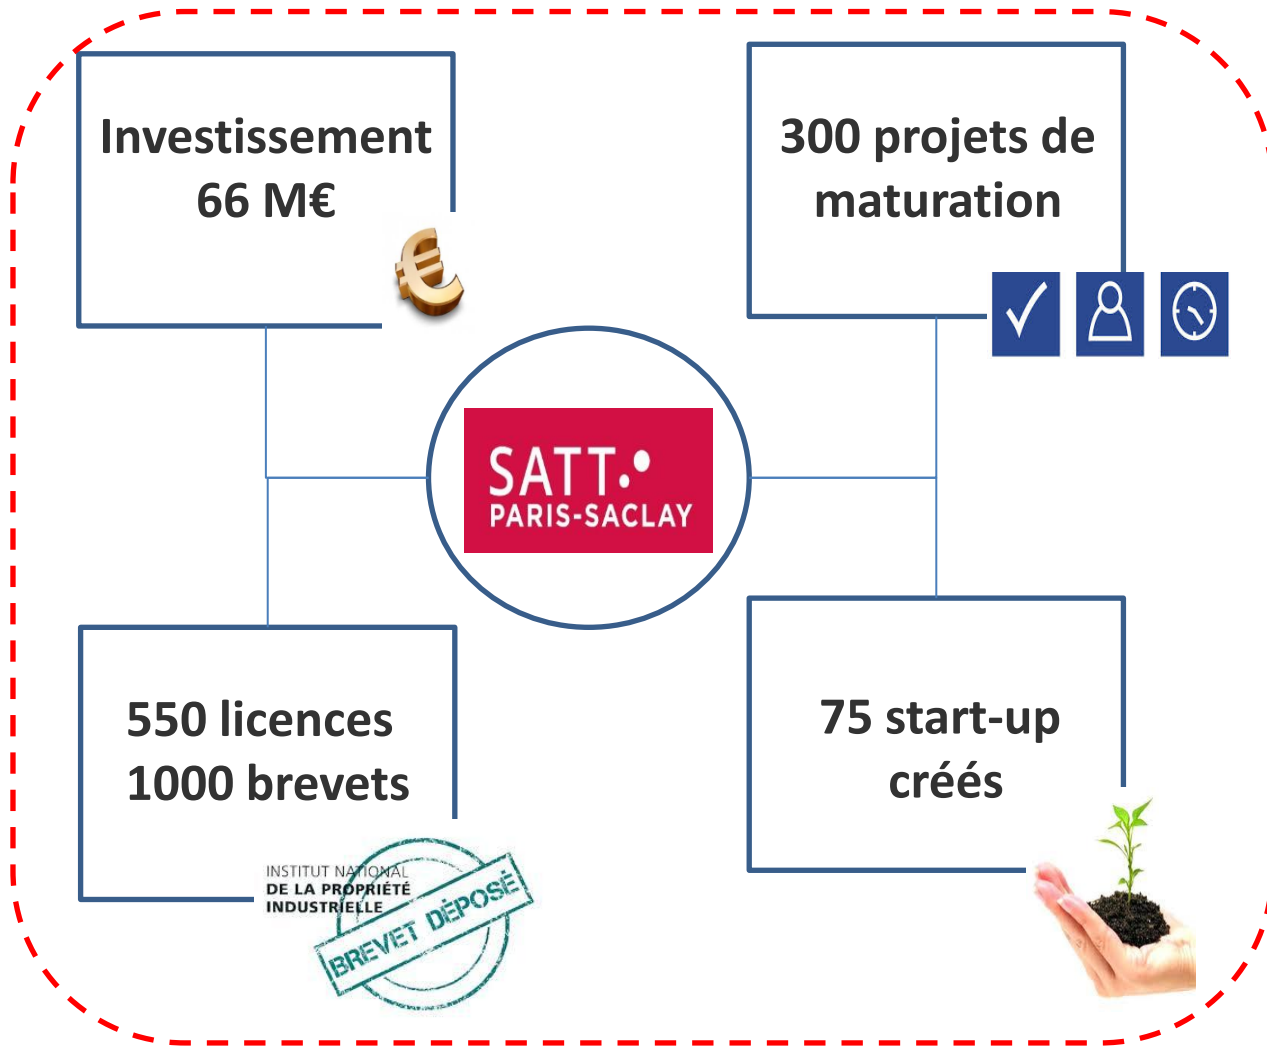 Investissement
66 M€
300 projets de
maturation
SATT
PARIS-SACLAY
550 licences
1000 brevets
75 start-up
créés
INSTITUT NATIONAL
DE LA PROPRIÉTÉ
INDUSTRIELLE
BREVET DÉPOSÉ